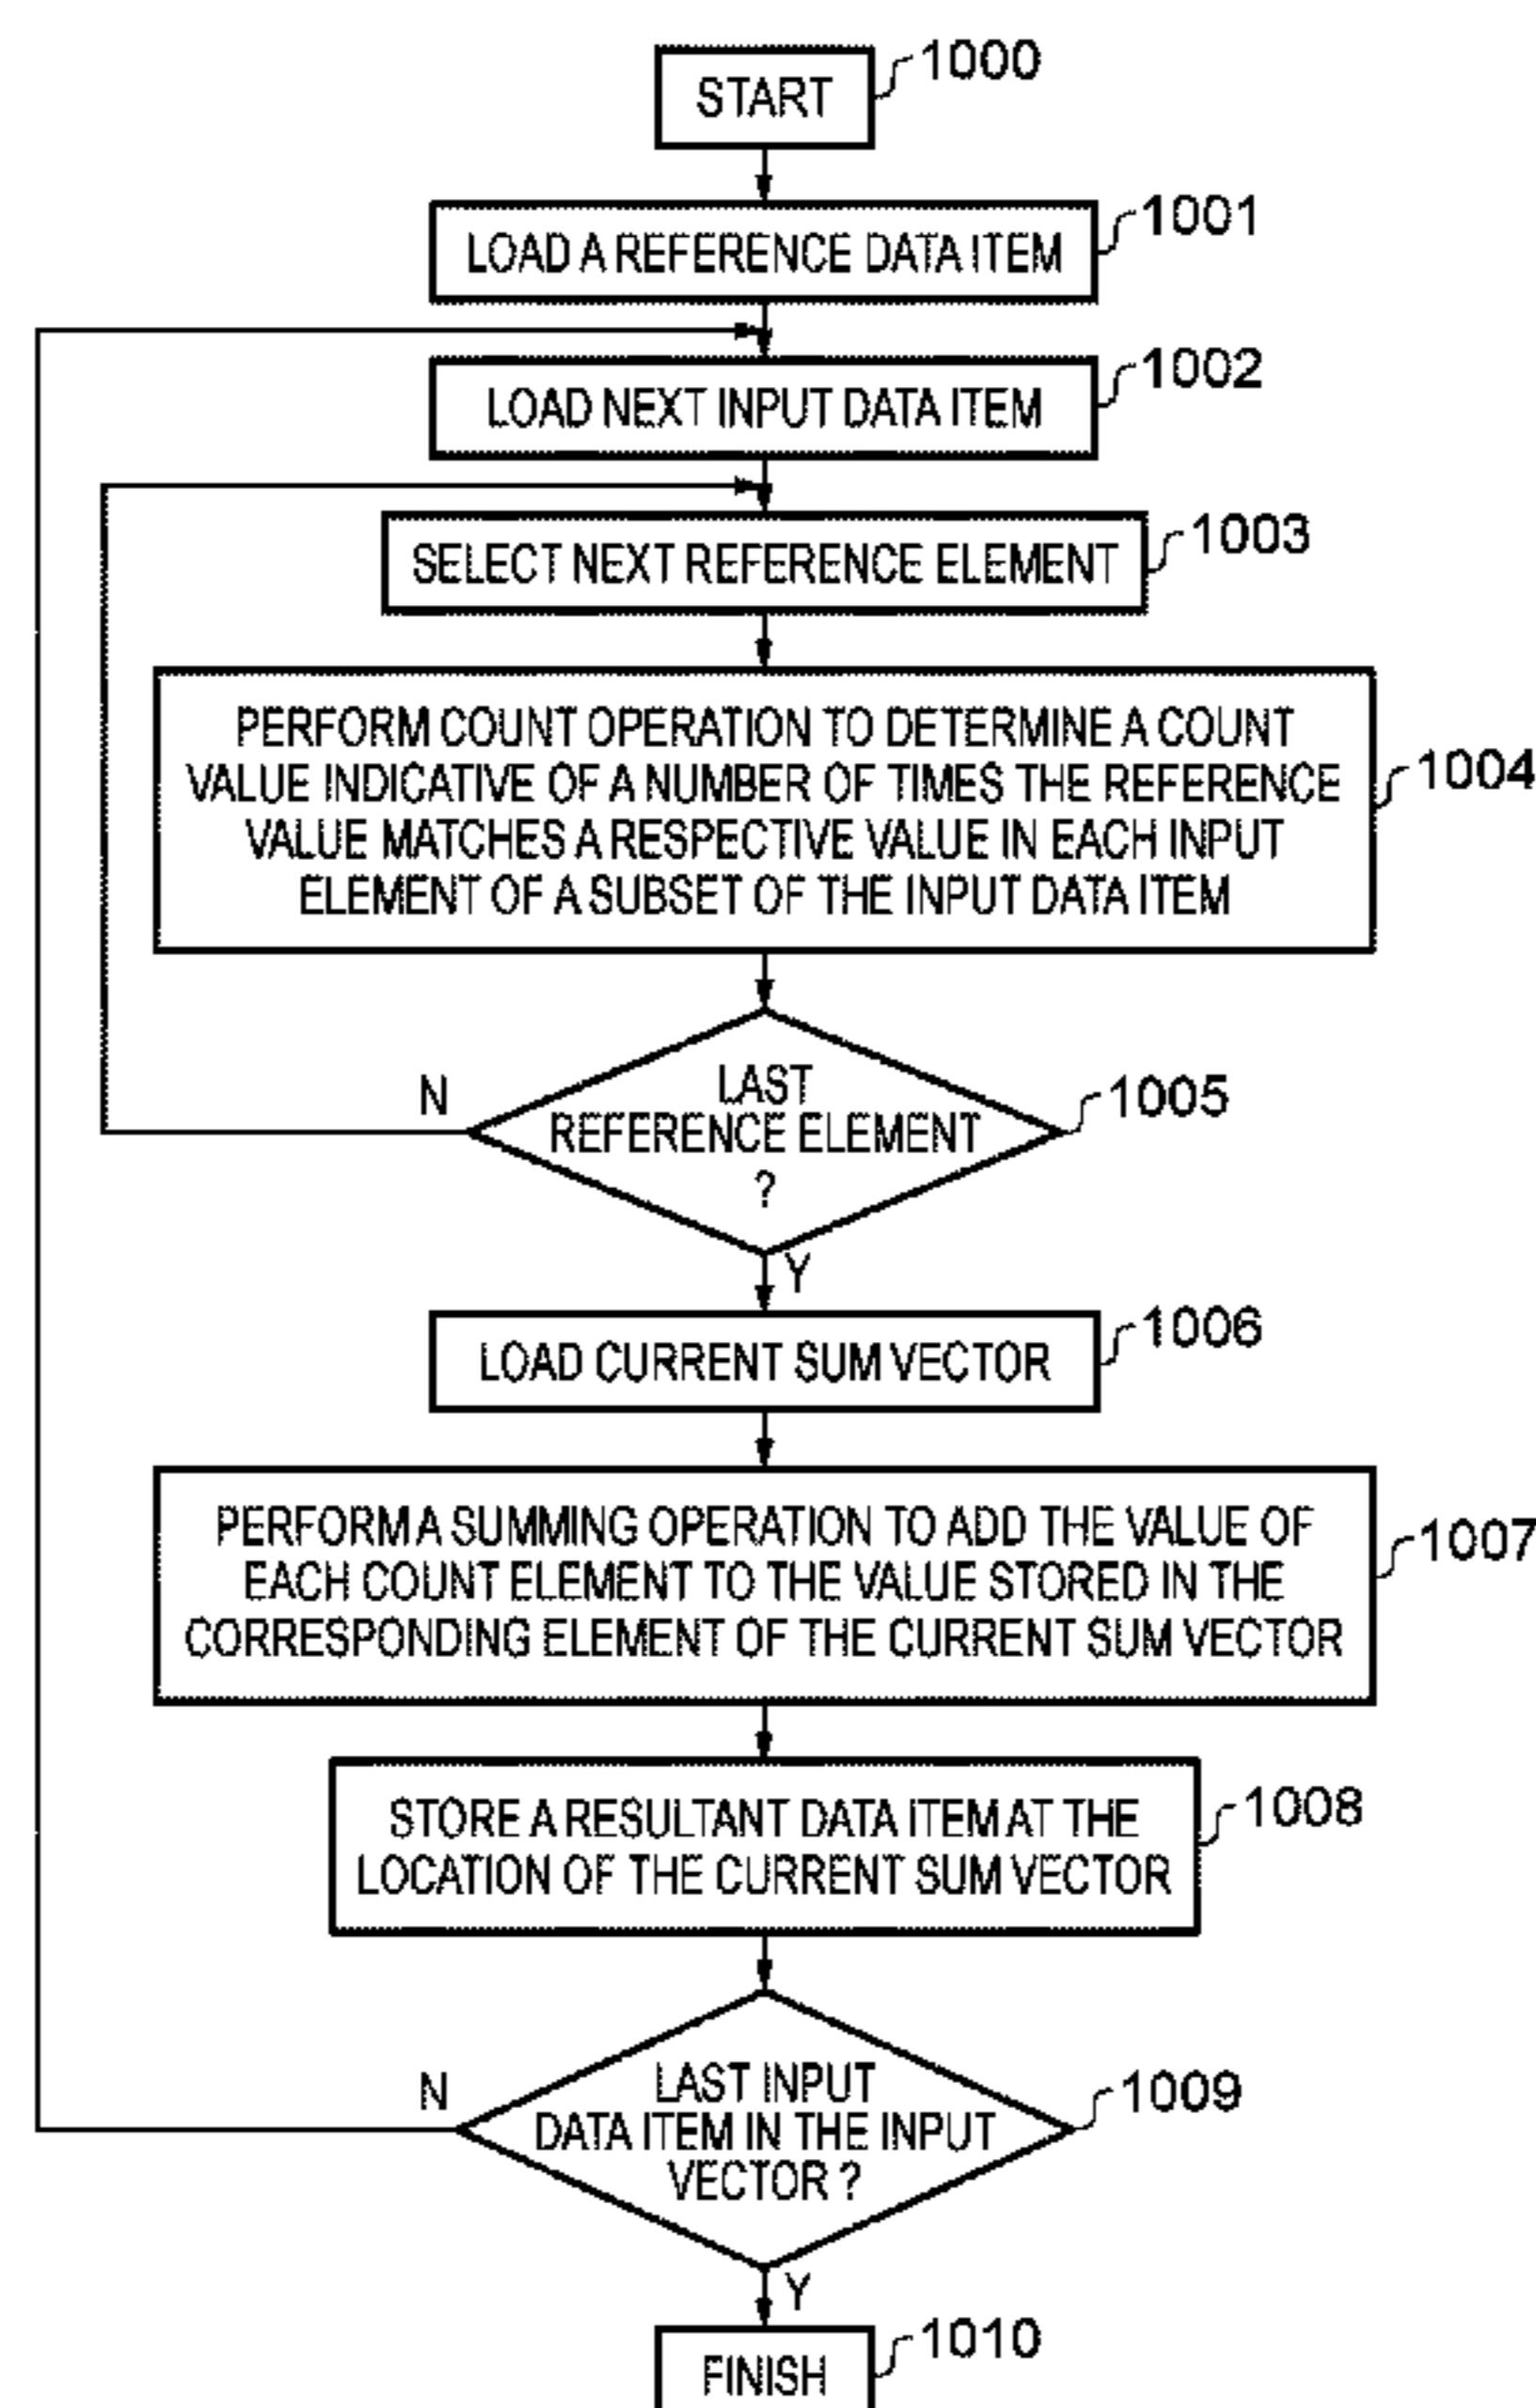 START
1000
LOAD A REFERENCE DATA ITEM
1001
LOAD NEXT INPUT DATA ITEM
1002
SELECT NEXT REFERENCE ELEMENT
1003
PERFORM COUNT OPERATION TO DETERMINE A COUNT
VALUE INDICATIVE OF A NUMBER OF TIMES THE REFERENCE
VALUE MATCHES A RESPECTIVE VALUE IN EACH INPUT
ELEMENT OF A SUBSET OF THE INPUT DATA ITEM
1004
N
LAST
REFERENCE ELEMENT
?
1005
Y
LOAD CURRENT SUM VECTOR
1006
PERFORM A SUMMING OPERATION TO ADD THE VALUE OF
EACH COUNT ELEMENT TO THE VALUE STORED IN THE
CORRESPONDING ELEMENT OF THE CURRENT SUM VECTOR
1007
STORE A RESULTANT DATA ITEM AT THE
LOCATION OF THE CURRENT SUM VECTOR
1008
N
LAST INPUT
DATA ITEM IN THE INPUT
VECTOR ?
1009
Y
FINISH
1010